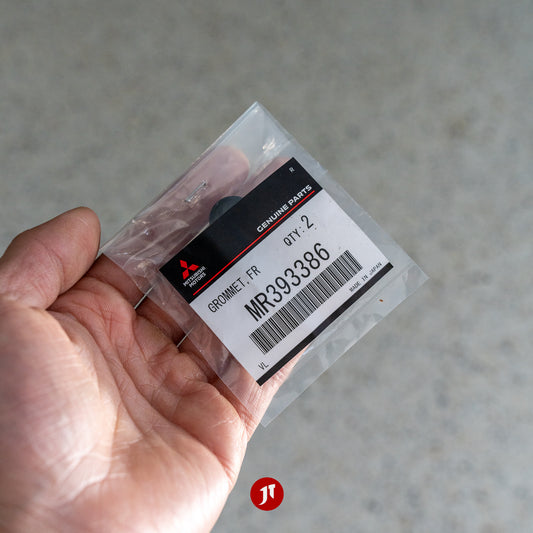 R
GENUINE PARTS
MITSUBISHI
MOTORS
QTY: 2
GROMMET, FR
MR393386
MADE IN JAPAN
VL